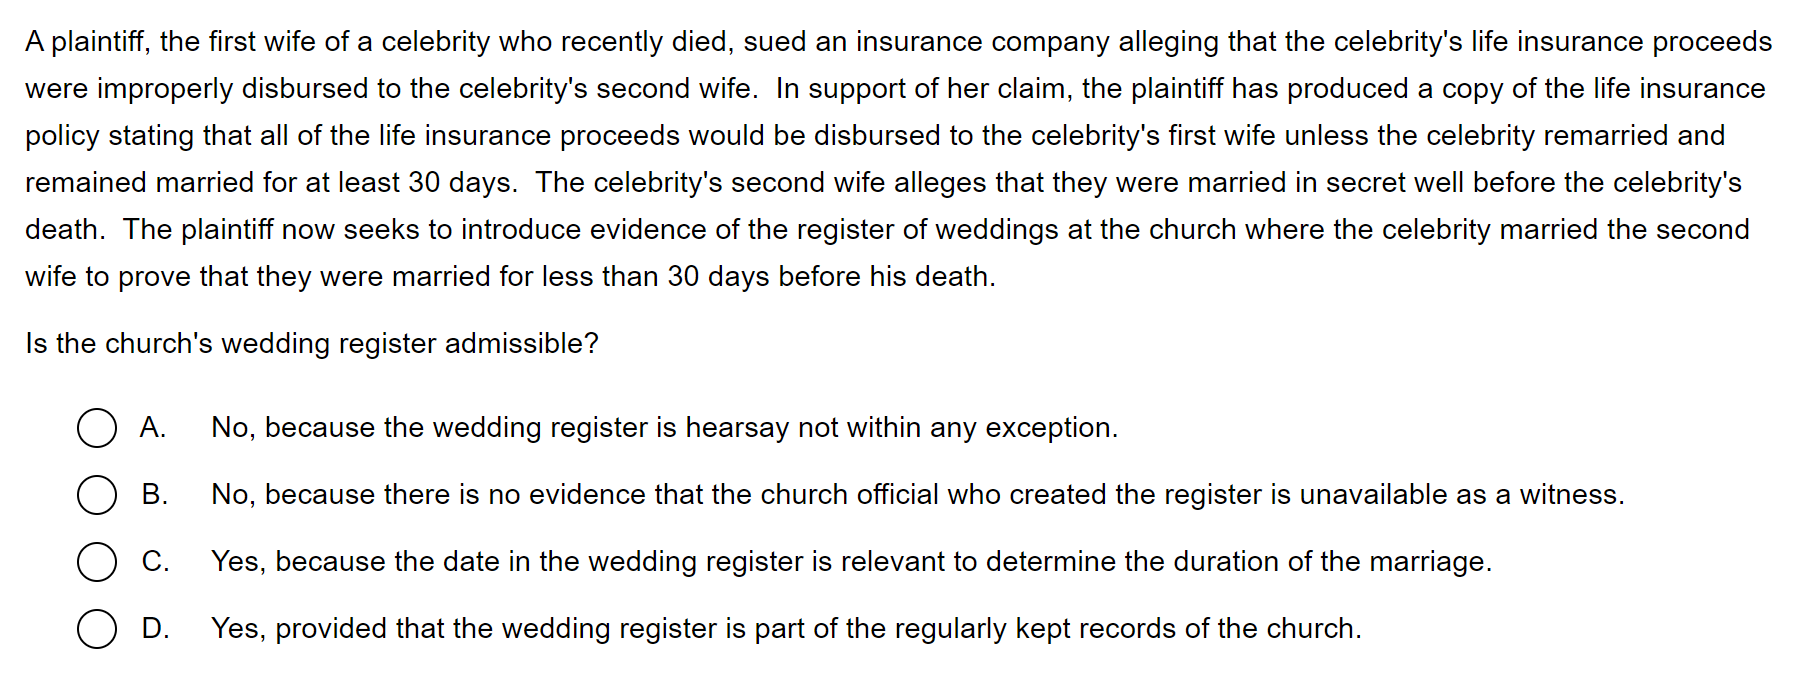 A plaintiff, the first wife of a celebrity who recently died, sued an insurance company alleging that the celebrity's life insurance proceeds
were improperly disbursed to the celebrity's second wife.  In support of her claim, the plaintiff has produced a copy of the life insurance
policy stating that all of the life insurance proceeds would be disbursed to the celebrity's first wife unless the celebrity remarried and
remained married for at least 30 days.  The celebrity's second wife alleges that they were married in secret well before the celebrity's
death.  The plaintiff now seeks to introduce evidence of the register of weddings at the church where the celebrity married the second
wife to prove that they were married for less than 30 days before his death.
Is the church's wedding register admissible?
A. No, because the wedding register is hearsay not within any exception.
B. No, because there is no evidence that the church official who created the register is unavailable as a witness.
C. Yes, because the date in the wedding register is relevant to determine the duration of the marriage.
D. Yes, provided that the wedding register is part of the regularly kept records of the church.